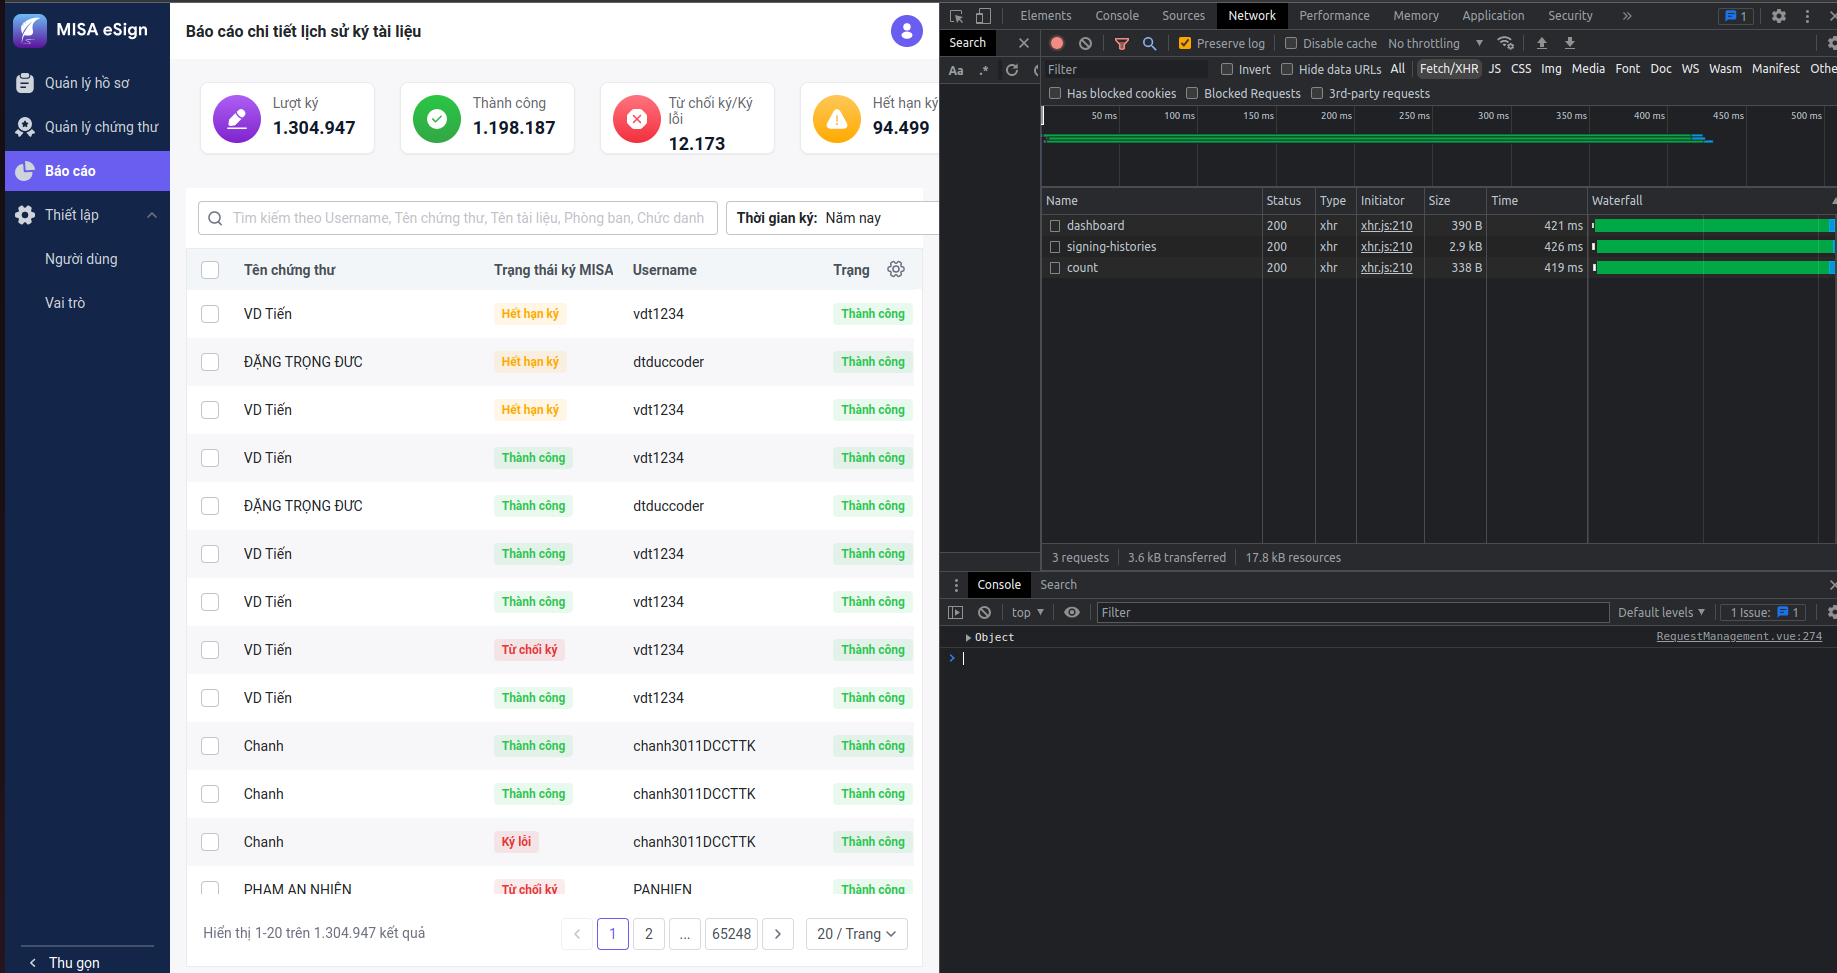 MISA eSign
Quản lý hồ sơ
Quản lý chứng thư
Báo cáo
Thiết lập
Người dùng
Vai trò
Thu gọn
Báo cáo chi tiết lịch sử ký tài liệu
Lượt ký
1.304.947
Thành công
1.198.187
Từ chối ký/Ký
lỗi
12.173
Hết hạn ký
94.499
Tìm kiếm theo Username, Tên chứng thư, Tên tài liệu, Phòng ban, Chức danh
Thời gian ký: Năm nay
Tên chứng thư Trạng thái ký MISA Username Trạng
VD Tiến Hết hạn ký vdt1234 Thành công
ĐẶNG TRỌNG ĐƯC Hết hạn ký dtduccoder Thành công
VD Tiến Hết hạn ký vdt1234 Thành công
VD Tiến Thành công vdt1234 Thành công
ĐẶNG TRỌNG ĐƯC Thành công dtduccoder Thành công
VD Tiến Thành công vdt1234 Thành công
VD Tiến Thành công vdt1234 Thành công
VD Tiến Từ chối ký vdt1234 Thành công
VD Tiến Thành công vdt1234 Thành công
Chanh Thành công chanh3011DCCTTK Thành công
Chanh Thành công chanh3011DCCTTK Thành công
Chanh Ký lỗi chanh3011DCCTTK Thành công
PHẠM AN NHIÊN Từ chối ký PANHIEN Thành công
Hiển thị 1-20 trên 1.304.947 kết quả
1 2 ... 65248 20 / Trang
Elements Console Sources Network Performance Memory Application Security » 1
Search
Aa .*
Preserve log Disable cache No throttling
Filter Invert Hide data URLs All Fetch/XHR JS CSS Img Media Font Doc WS Wasm Manifest Othe
Has blocked cookies Blocked Requests 3rd-party requests
50 ms 100 ms 150 ms 200 ms 250 ms 300 ms 350 ms 400 ms 450 ms 500 ms
Name Status Type Initiator Size Time Waterfall
dashboard 200 xhr xhr.js:210 390 B 421 ms
signing-histories 200 xhr xhr.js:210 2.9 kB 426 ms
count 200 xhr xhr.js:210 338 B 419 ms
3 requests 3.6 kB transferred 17.8 kB resources
Console Search
top Filter Default levels 1 Issue: 1
Object RequestManagement.vue:274